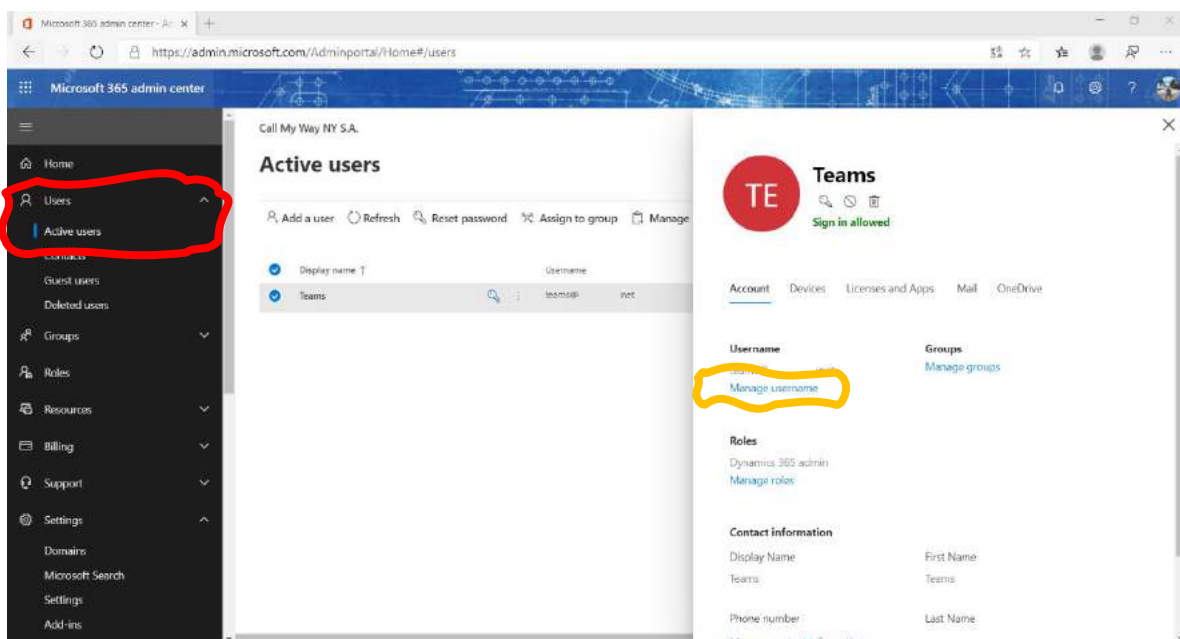 Microsoft 365 admin center - Ac
https://admin.microsoft.com/Adminportal/Home#/users
Microsoft 365 admin center
?
Home
Users
Active users
Contacts
Guest users
Deleted users
Groups
Roles
Resources
Billing
Support
Settings
Domains
Microsoft Search
Settings
Add-ins
Call My Way NY S.A.
Active users
Add a user Refresh Reset password Assign to group Manage
Display name ↑ Username
Teams teams@ .net
TE
Teams
Sign in allowed
Account Devices Licenses and Apps Mail OneDrive
Username Groups
Manage groups
Manage username
Roles
Dynamics 365 admin
Manage roles
Contact information
Display Name First Name
Teams Teams
Phone number Last Name